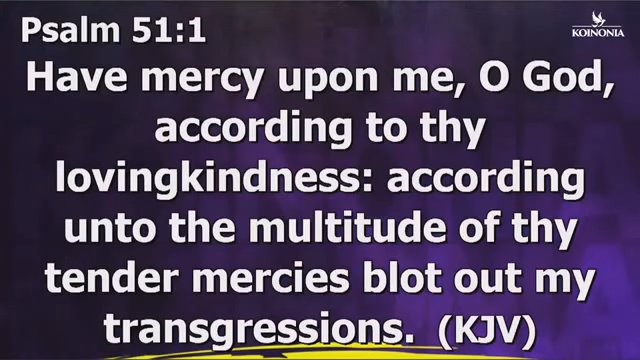 Psalm 51:1
KOINONIA
Have mercy upon me, O God,
according to thy
lovingkindness: according
unto the multitude of thy
tender mercies blot out my
transgressions. (KJV)